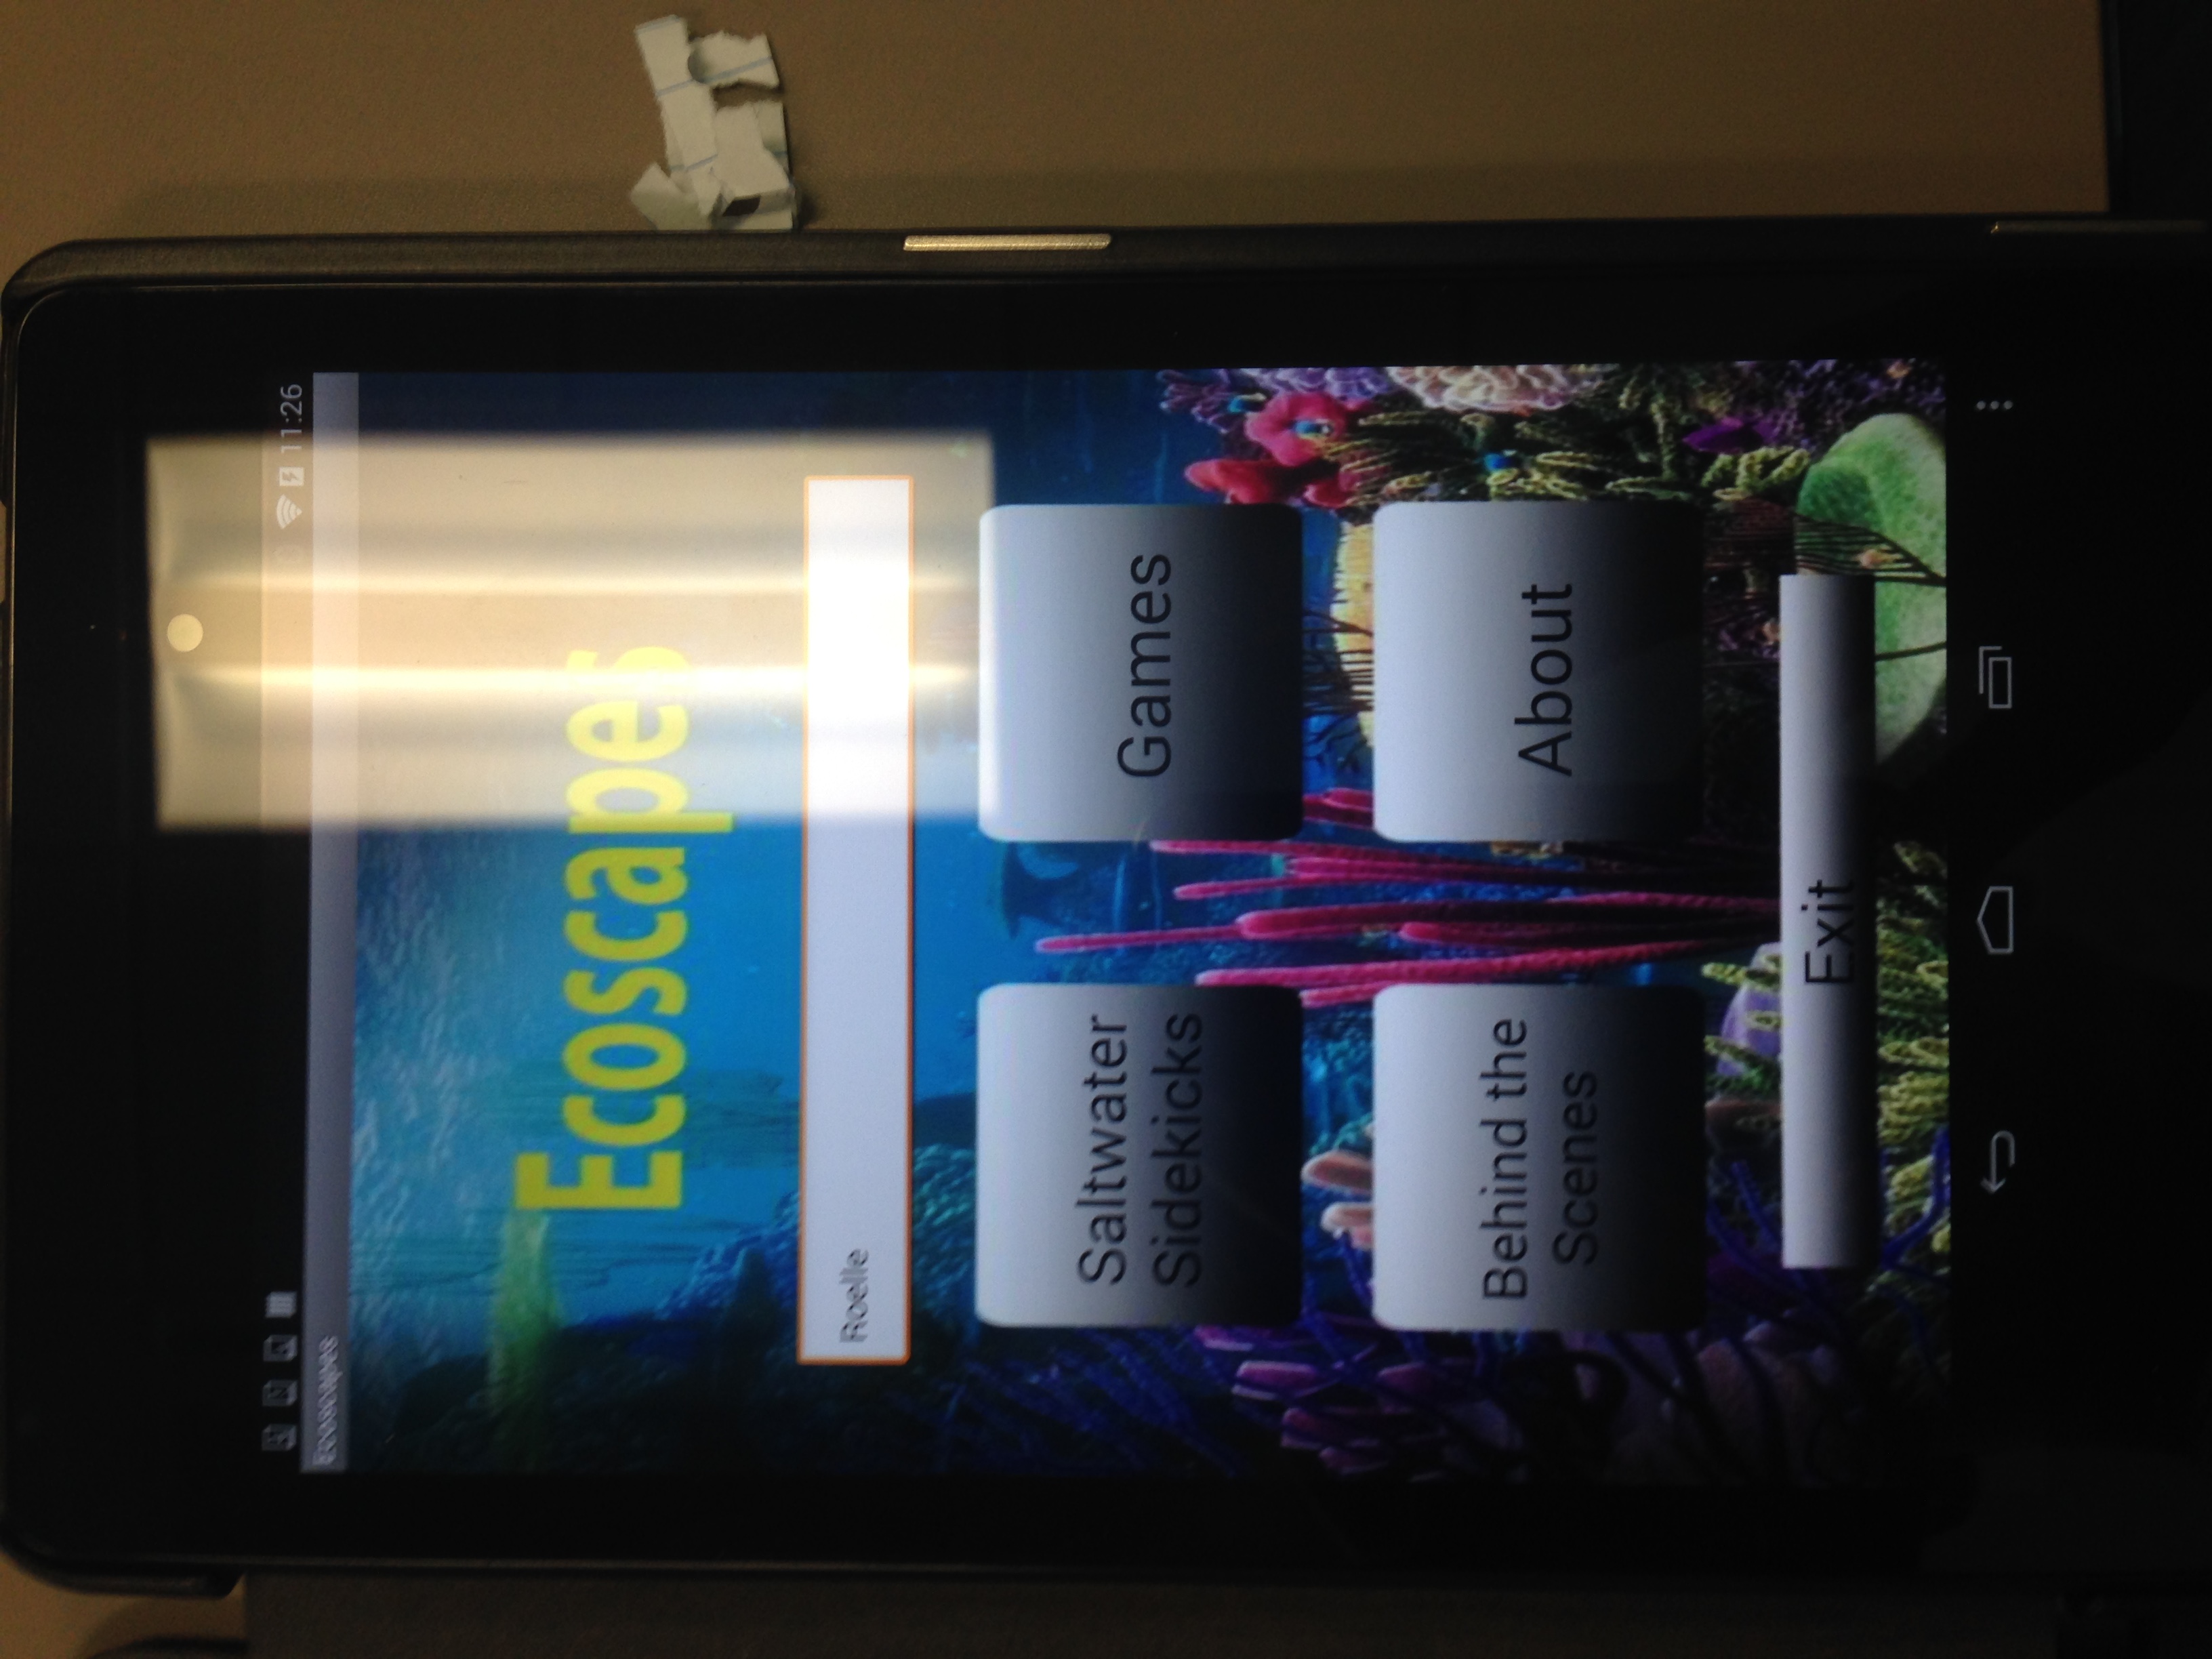 11:26
Ecoscapes
Ecoscapes
Roelle
Saltwater
Sidekicks
Games
Behind the
Scenes
About
Exit